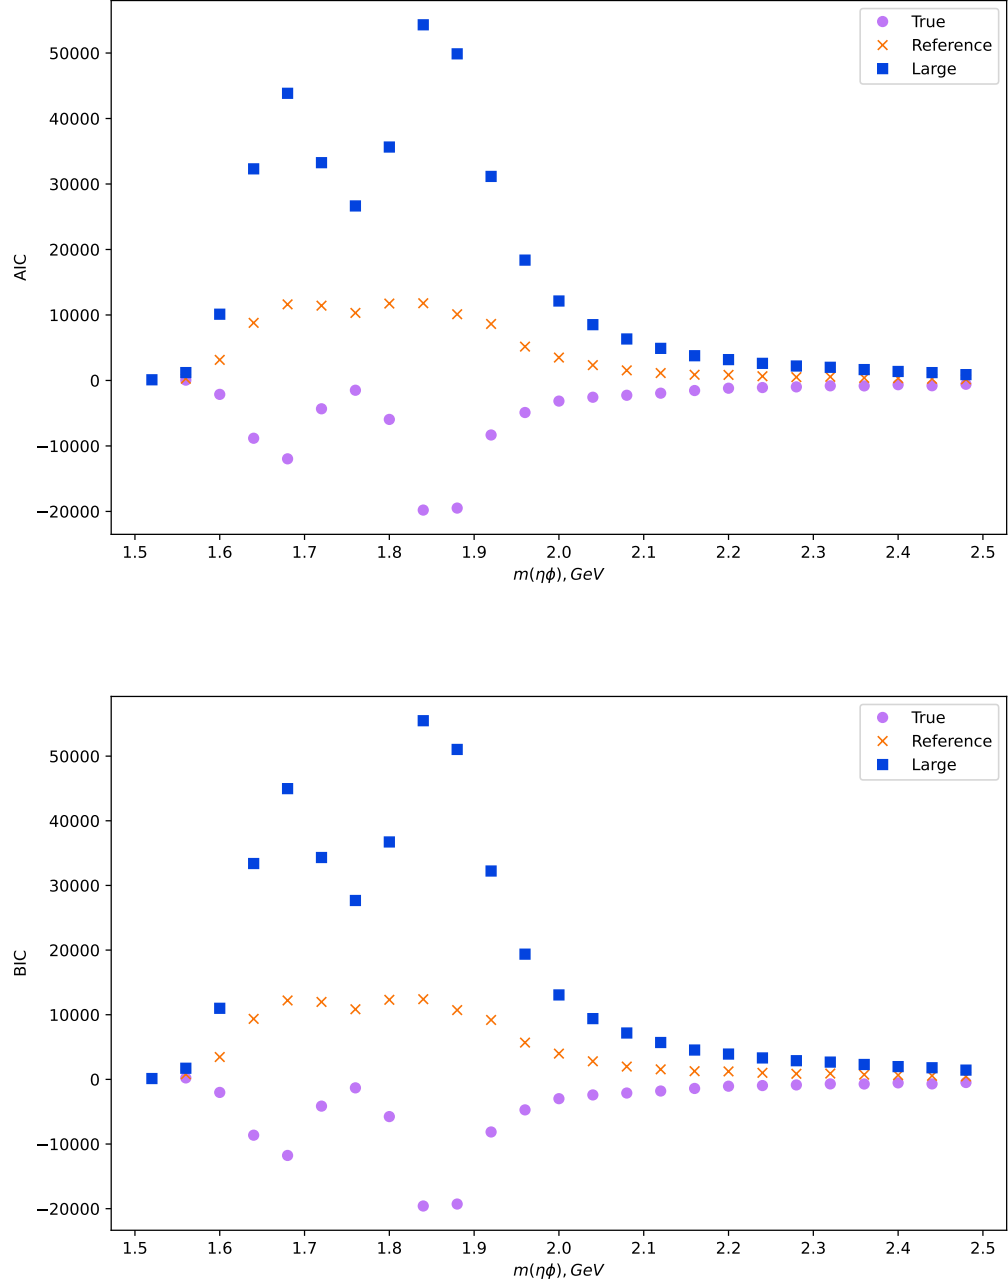 50000
40000
30000
20000
10000
0
−10000
−20000
AIC
True
Reference
Large
1.5 1.6 1.7 1.8 1.9 2.0 2.1 2.2 2.3 2.4 2.5
m(ηϕ), GeV
50000
40000
30000
20000
10000
0
−10000
−20000
BIC
True
Reference
Large
1.5 1.6 1.7 1.8 1.9 2.0 2.1 2.2 2.3 2.4 2.5
m(ηϕ), GeV